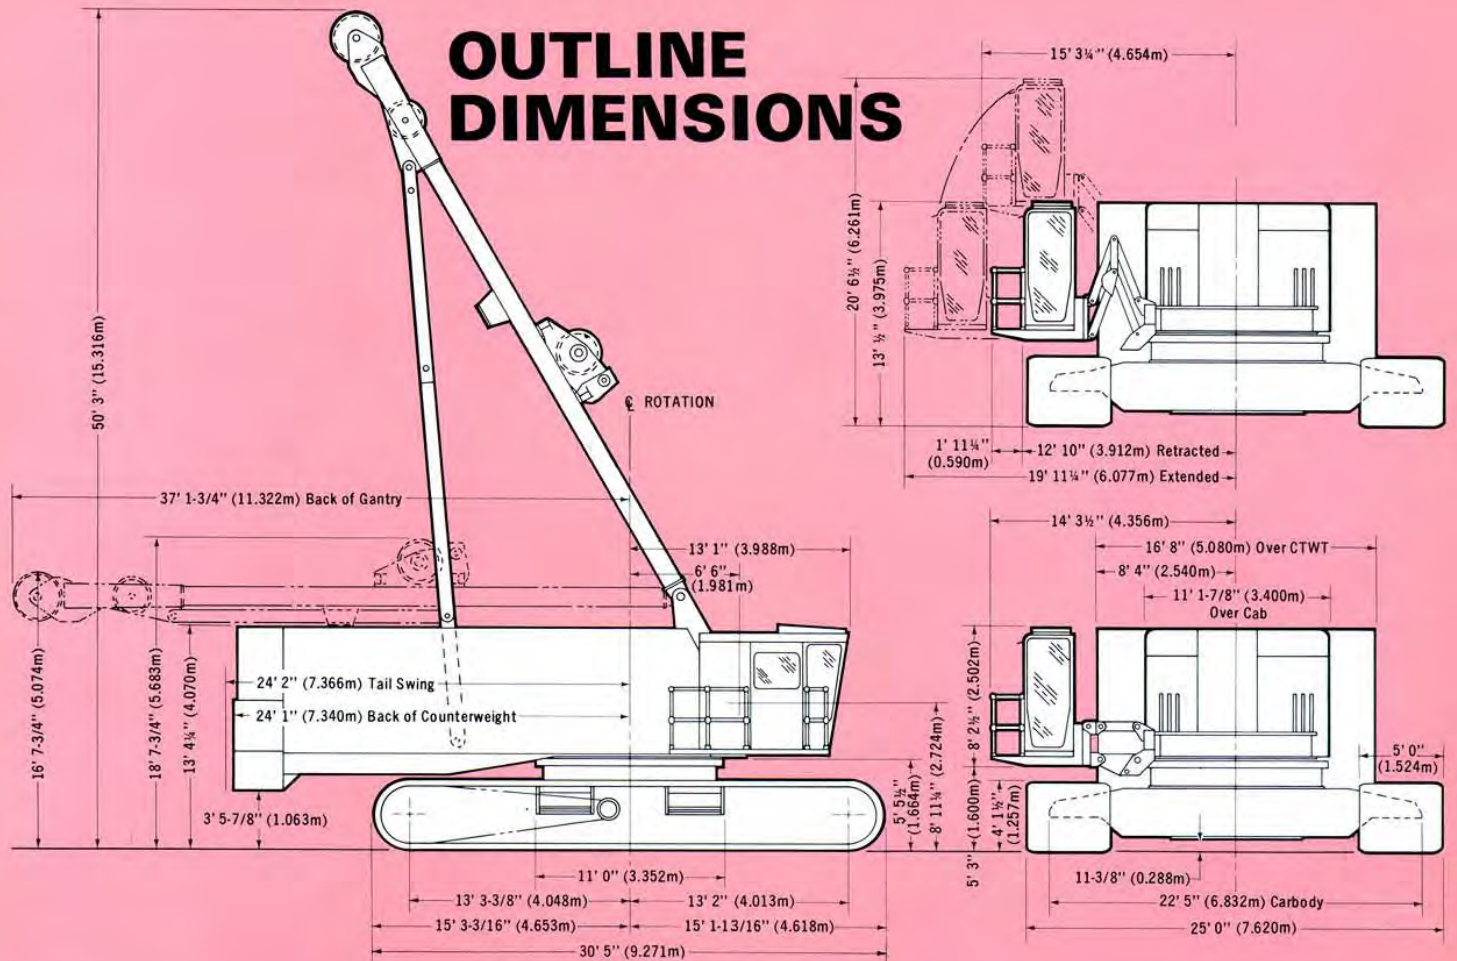 OUTLINE
DIMENSIONS
50' 3" (15.316m)
℄ ROTATION
37' 1-3/4" (11.322m) Back of Gantry
13' 1" (3.988m)
6' 6"
(1.981m)
16' 7-3/4" (5.074m)
18' 7-3/4" (5.683m)
13' 4¼" (4.070m)
24' 2" (7.366m) Tail Swing
24' 1" (7.340m) Back of Counterweight
3' 5-7/8" (1.063m)
5' 5½"
(1.664m)
8' 11¼" (2.724m)
11' 0" (3.352m)
13' 3-3/8" (4.048m)
13' 2" (4.013m)
15' 3-3/16" (4.653m)
15' 1-13/16" (4.618m)
30' 5" (9.271m)
15' 3¼" (4.654m)
20' 6½" (6.261m)
13' ½" (3.975m)
1' 11¼"
(0.590m)
12' 10" (3.912m) Retracted
19' 11¼" (6.077m) Extended
14' 3½" (4.356m)
16' 8" (5.080m) Over CTWT
8' 4" (2.540m)
11' 1-7/8" (3.400m)
Over Cab
8' 2½" (2.502m)
5' 3" (1.600m)
4' 1½"
(1.257m)
5' 0"
(1.524m)
11-3/8" (0.288m)
22' 5" (6.832m) Carbody
25' 0" (7.620m)